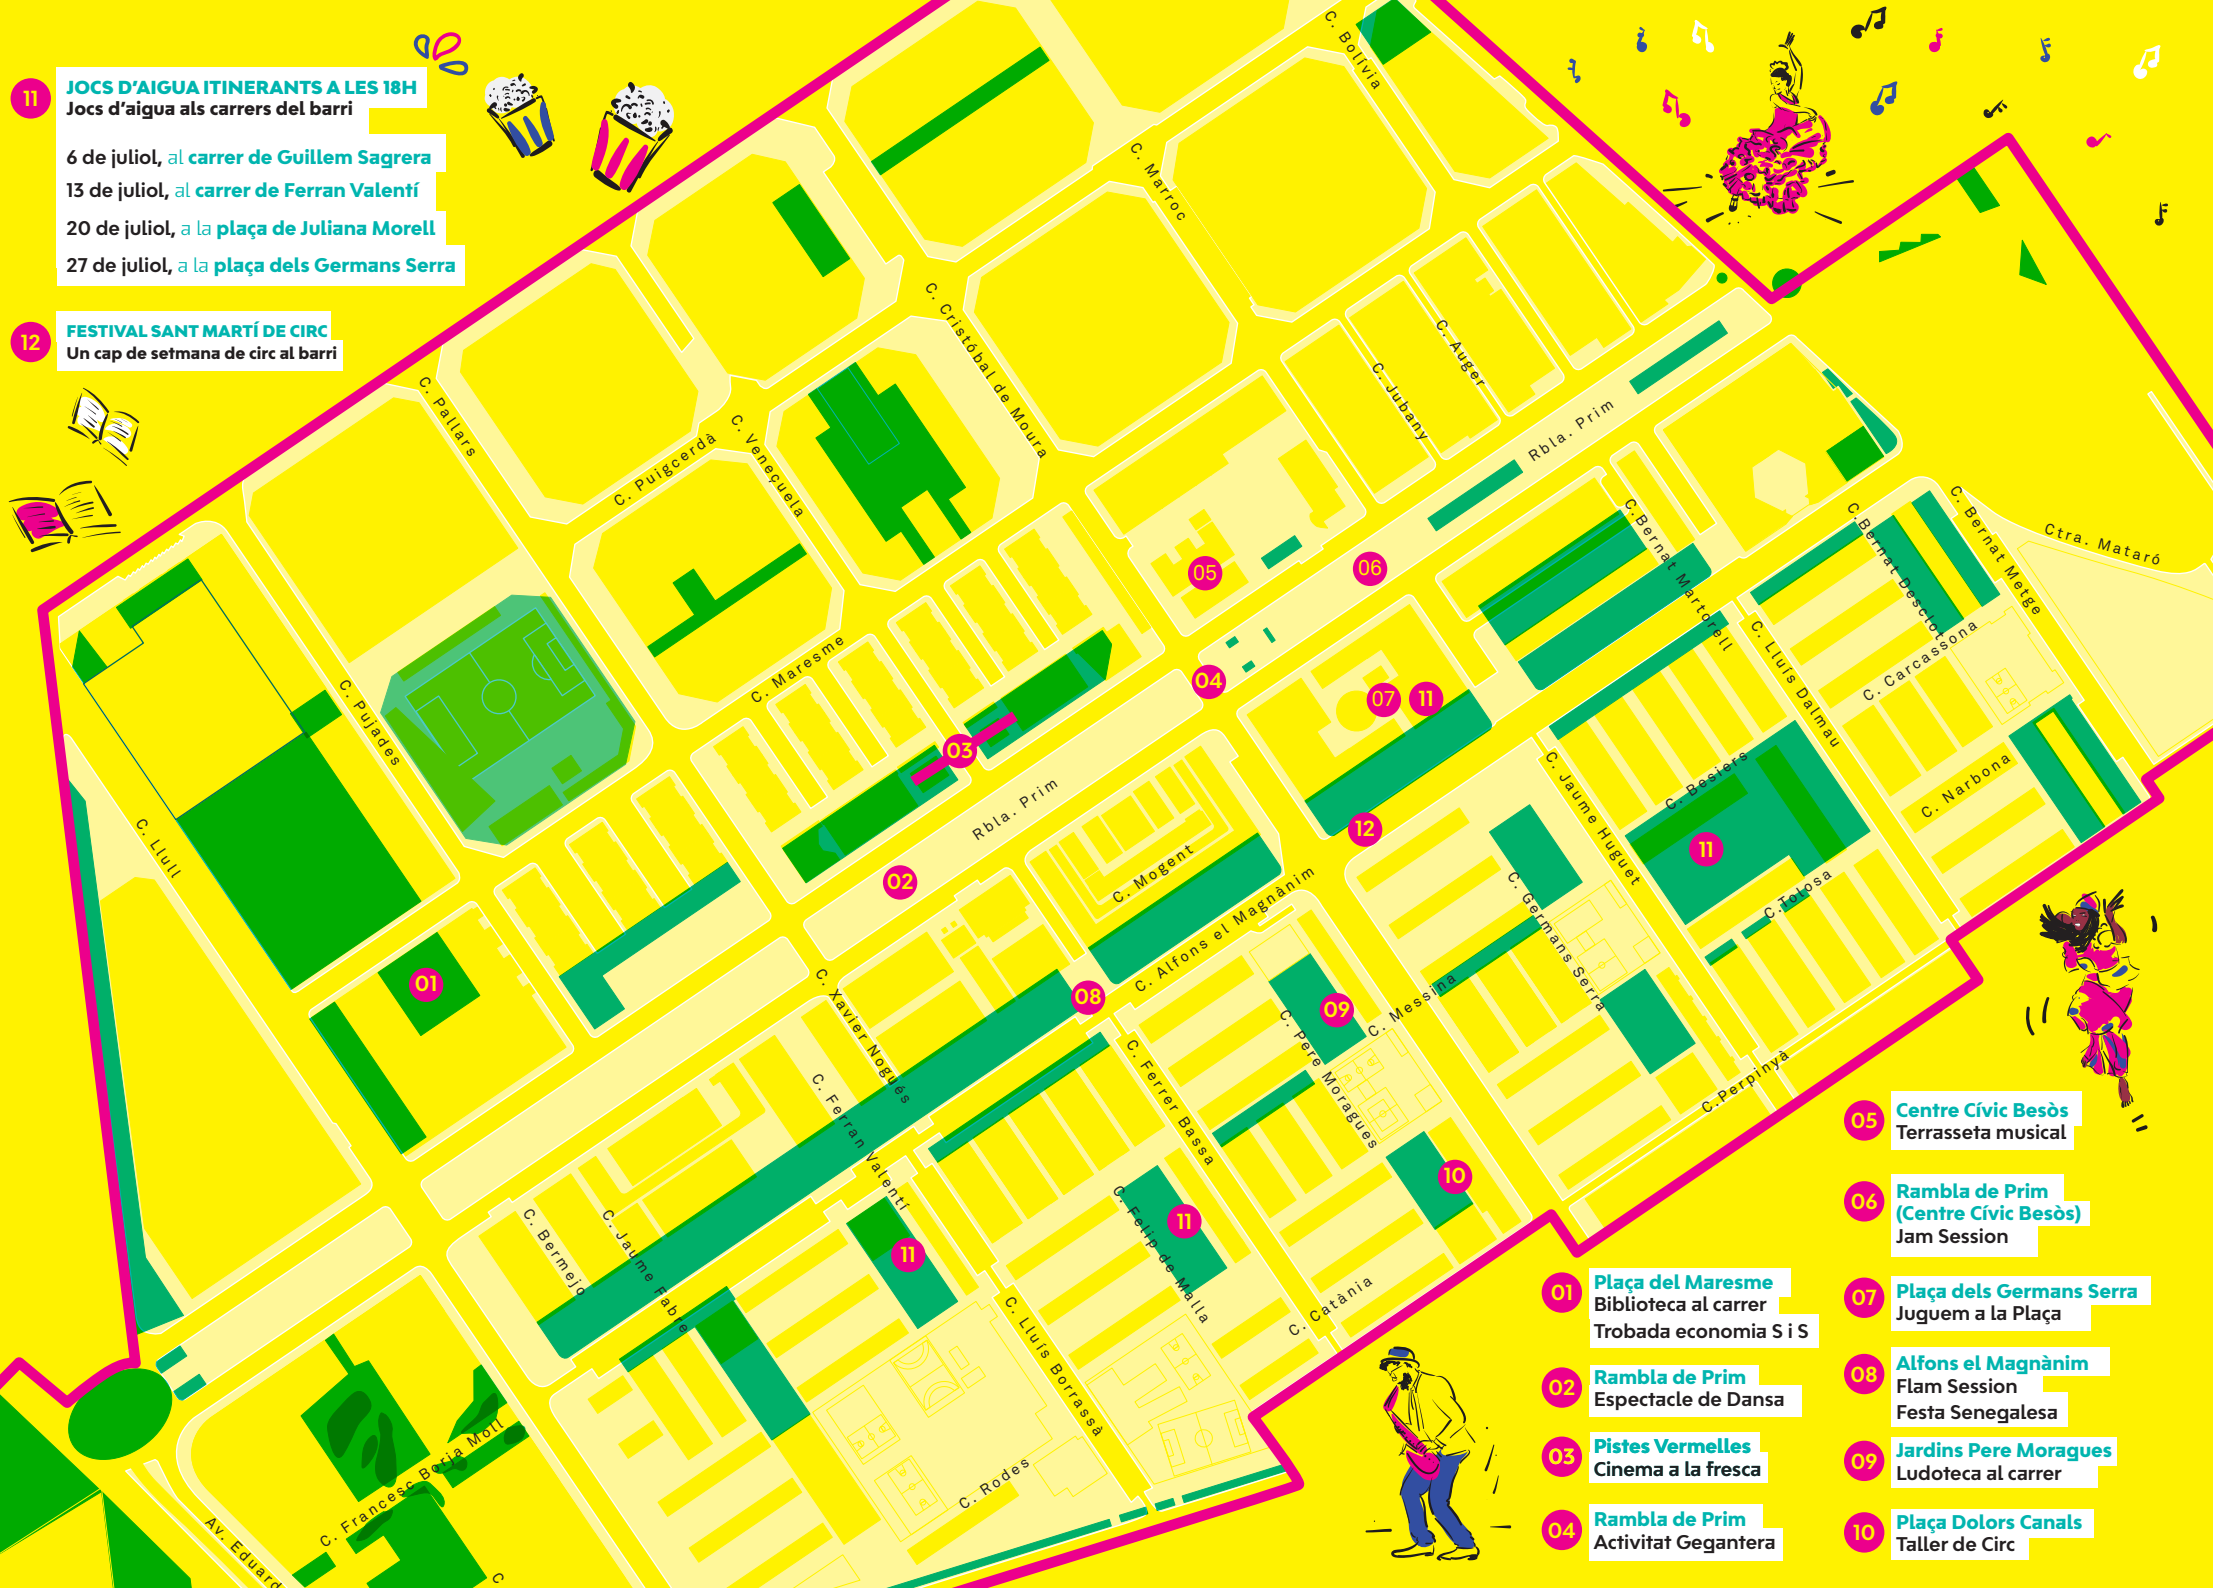 11
JOCS D'AIGUA ITINERANTS A LES 18H
Jocs d'aigua als carrers del barri
6 de juliol, al carrer de Guillem Sagrera
13 de juliol, al carrer de Ferran Valentí
20 de juliol, a la plaça de Juliana Morell
27 de juliol, a la plaça dels Germans Serra
12
FESTIVAL SANT MARTÍ DE CIRC
Un cap de setmana de circ al barri
C. Bolívia
C. Marroc
C. Cristóbal de Moura
C. Auger
C. Jubany
C. Pallars
C. Puigcerdà
C. Veneçuela
Rbla. Prim
C. Bernat Martorell
C. Bernat Desclot
C. Bernat Metge
Ctra. Mataró
05
06
C. Maresme
C. Pujades
04
07
11
C. Lluís Dalmau
C. Carcassona
03
Rbla. Prim
C. Jaume Huguet
C. Besiers
C. Narbona
C. Llull
12
11
02
C. Mogent
C. Alfons el Magnànim
C. Germans Serra
C. Tolosa
01
C. Xavier Nogués
08
09
C. Messina
C. Pere Moragues
C. Ferrer Bassa
C. Perpinyà
C. Ferran Valentí
10
C. Bermejo
C. Jaume Fabre
11
C. Felip de Malla
11
C. Lluís Borrassà
C. Catània
C. Francesc Borja Moll
C. Rodes
Av. Eduard
C
01
Plaça del Maresme
Biblioteca al carrer
Trobada economia S i S
02
Rambla de Prim
Espectacle de Dansa
03
Pistes Vermelles
Cinema a la fresca
04
Rambla de Prim
Activitat Gegantera
05
Centre Cívic Besòs
Terrasseta musical
06
Rambla de Prim
(Centre Cívic Besòs)
Jam Session
07
Plaça dels Germans Serra
Juguem a la Plaça
08
Alfons el Magnànim
Flam Session
Festa Senegalesa
09
Jardins Pere Moragues
Ludoteca al carrer
10
Plaça Dolors Canals
Taller de Circ